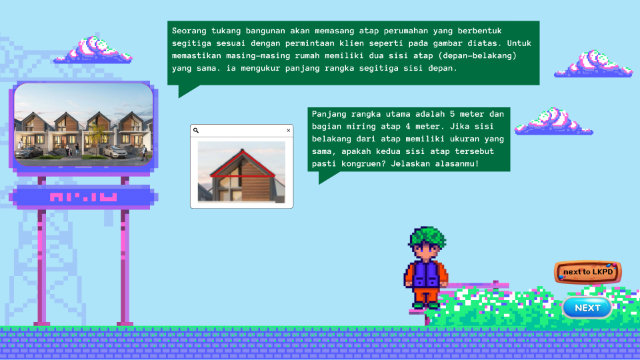 Seorang tukang bangunan akan memasang atap perumahan yang berbentuk
segitiga sesuai dengan permintaan klien seperti pada gambar diatas. Untuk
memastikan masing-masing rumah memiliki dua sisi atap (depan-belakang)
yang sama. ia mengukur panjang rangka segitiga sisi depan.
Panjang rangka utama adalah 5 meter dan
bagian miring atap 4 meter. Jika sisi
belakang dari atap memiliki ukuran yang
sama, apakah kedua sisi atap tersebut
pasti kongruen? Jelaskan alasanmu!
next to LKPD
NEXT